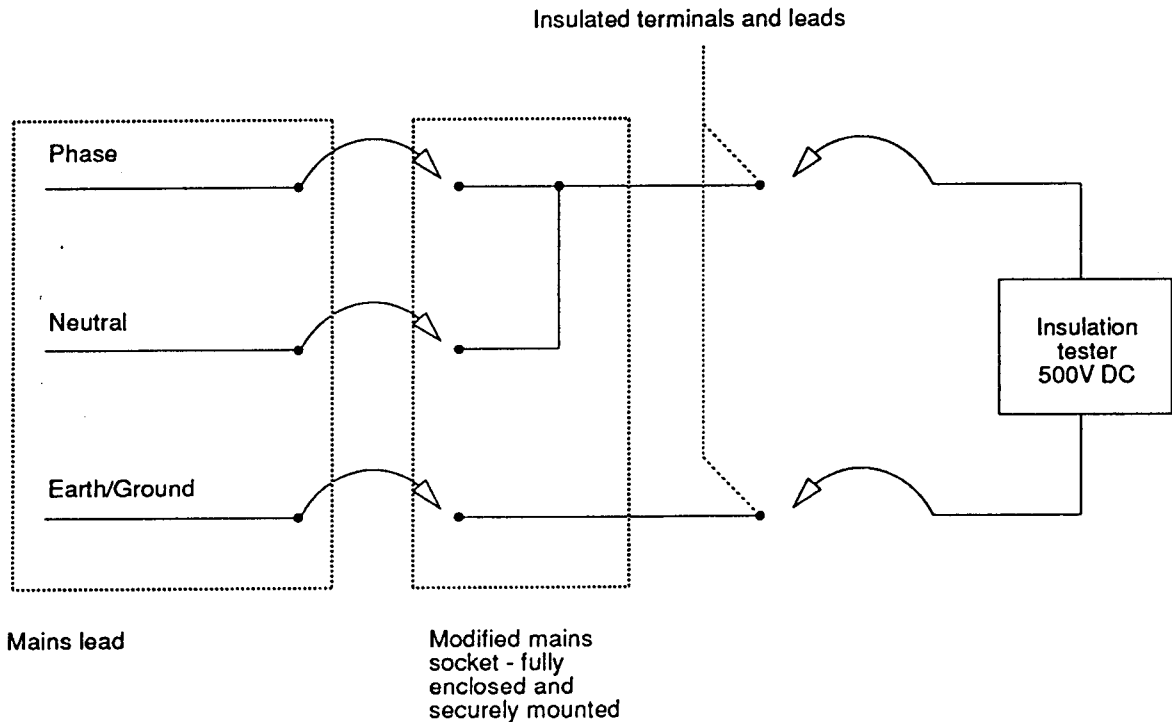 Insulated terminals and leads
Phase
Neutral
Insulation
tester
500V DC
Earth/Ground
Mains lead
Modified mains
socket - fully
enclosed and
securely mounted